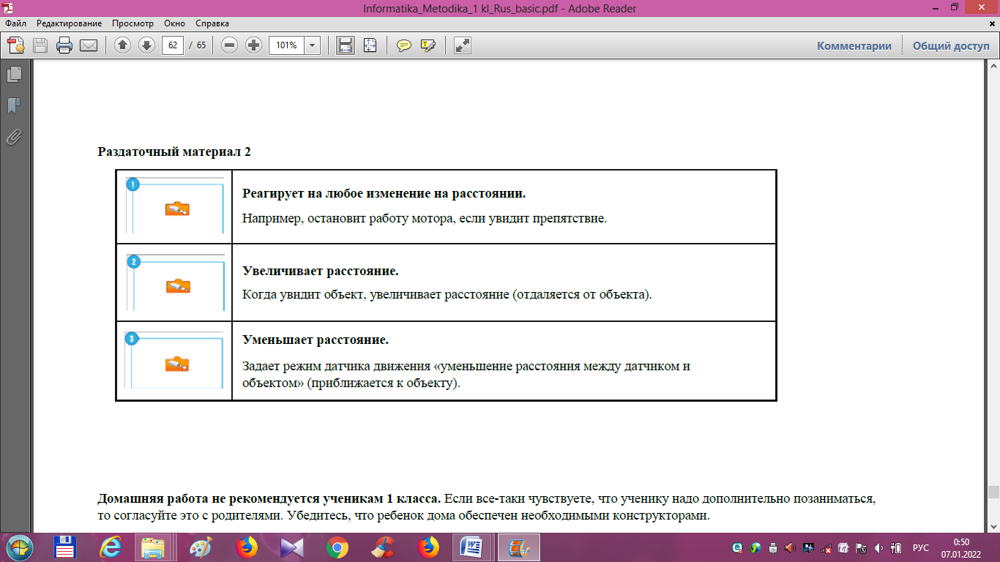 Informatika_Metodika_1 kl_Rus_basic.pdf - Adobe Reader
Файл Редактирование Просмотр Окно Справка
62 / 65 101% Комментарии Общий доступ
Раздаточный материал 2
1
Реагирует на любое изменение на расстоянии.
Например, остановит работу мотора, если увидит препятствие.
2
Увеличивает расстояние.
Когда увидит объект, увеличивает расстояние (отдаляется от объекта).
3
Уменьшает расстояние.
Задает режим датчика движения «уменьшение расстояния между датчиком и
объектом» (приближается к объекту).
Домашняя работа не рекомендуется ученикам 1 класса. Если все-таки чувствуете, что ученику надо дополнительно позаниматься,
то согласуйте это с родителями. Убедитесь, что ребенок дома обеспечен необходимыми конструкторами.
РУС
0:50
07.01.2022